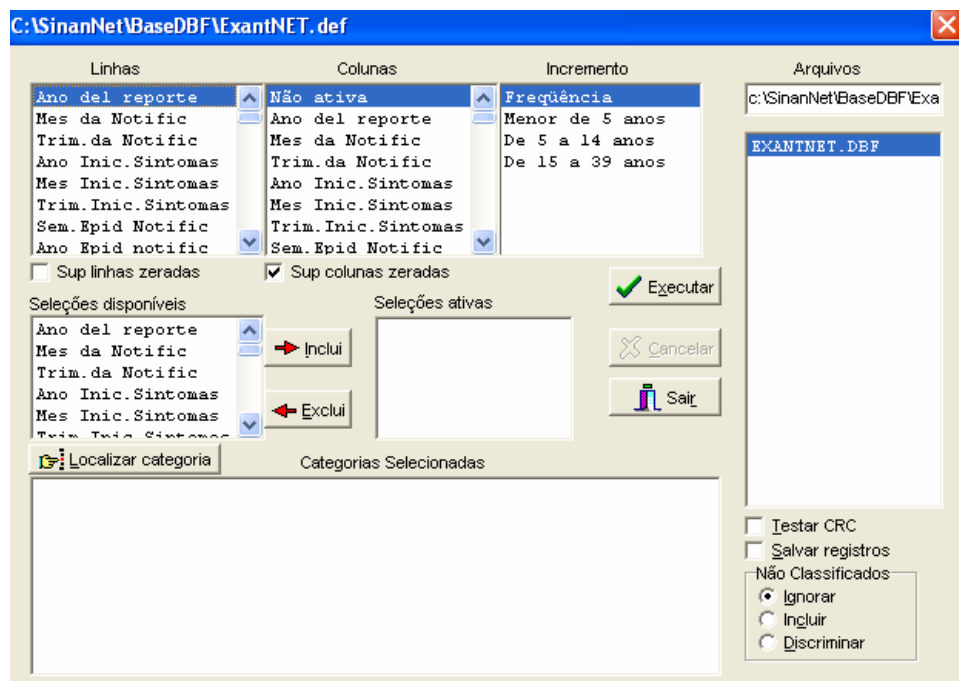 C:\SinanNet\BaseDBF\ExantNET.def
Linhas
Ano del reporte
Mes da Notific
Trim.da Notific
Ano Inic.Sintomas
Mes Inic.Sintomas
Trim.Inic.Sintomas
Sem.Epid Notific
Ano Epid notific
Sup linhas zeradas
Colunas
Não ativa
Ano del reporte
Mes da Notific
Trim.da Notific
Ano Inic.Sintomas
Mes Inic.Sintomas
Trim.Inic.Sintomas
Sem.Epid Notific
Sup colunas zeradas
Incremento
Freqüência
Menor de 5 anos
De 5 a 14 anos
De 15 a 39 anos
Arquivos
c:\SinanNet\BaseDBF\Exa
EXANTNET.DBF
Executar
Cancelar
Sair
Seleções disponíveis
Ano del reporte
Mes da Notific
Trim.da Notific
Ano Inic.Sintomas
Mes Inic.Sintomas
Trim Inic Sintomas
Inclui
Exclui
Seleções ativas
Localizar categoria
Categorias Selecionadas
Testar CRC
Salvar registros
Não Classificados
Ignorar
Incluir
Discriminar